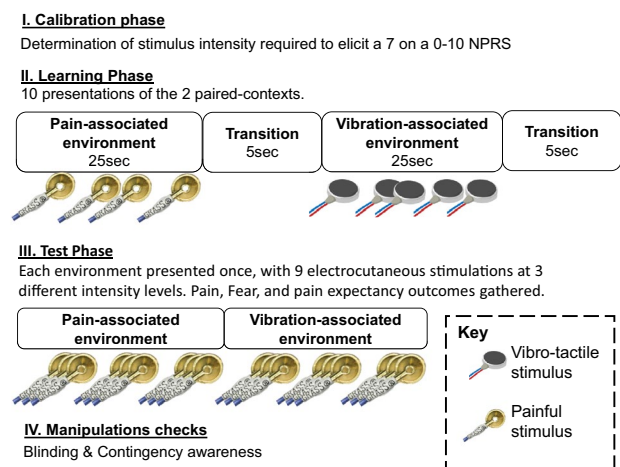 I. Calibration phase
Determination of stimulus intensity required to elicit a 7 on a 0-10 NPRS
II. Learning Phase
10 presentations of the 2 paired-contexts.
Pain-associated
environment
25sec
Transition
5sec
Vibration-associated
environment
25sec
Transition
5sec
III. Test Phase
Each environment presented once, with 9 electrocutaneous stimulations at 3
different intensity levels. Pain, Fear, and pain expectancy outcomes gathered.
Pain-associated
environment
Vibration-associated
environment
Key
Vibro-tactile
stimulus
Painful
stimulus
IV. Manipulations checks
Blinding & Contingency awareness